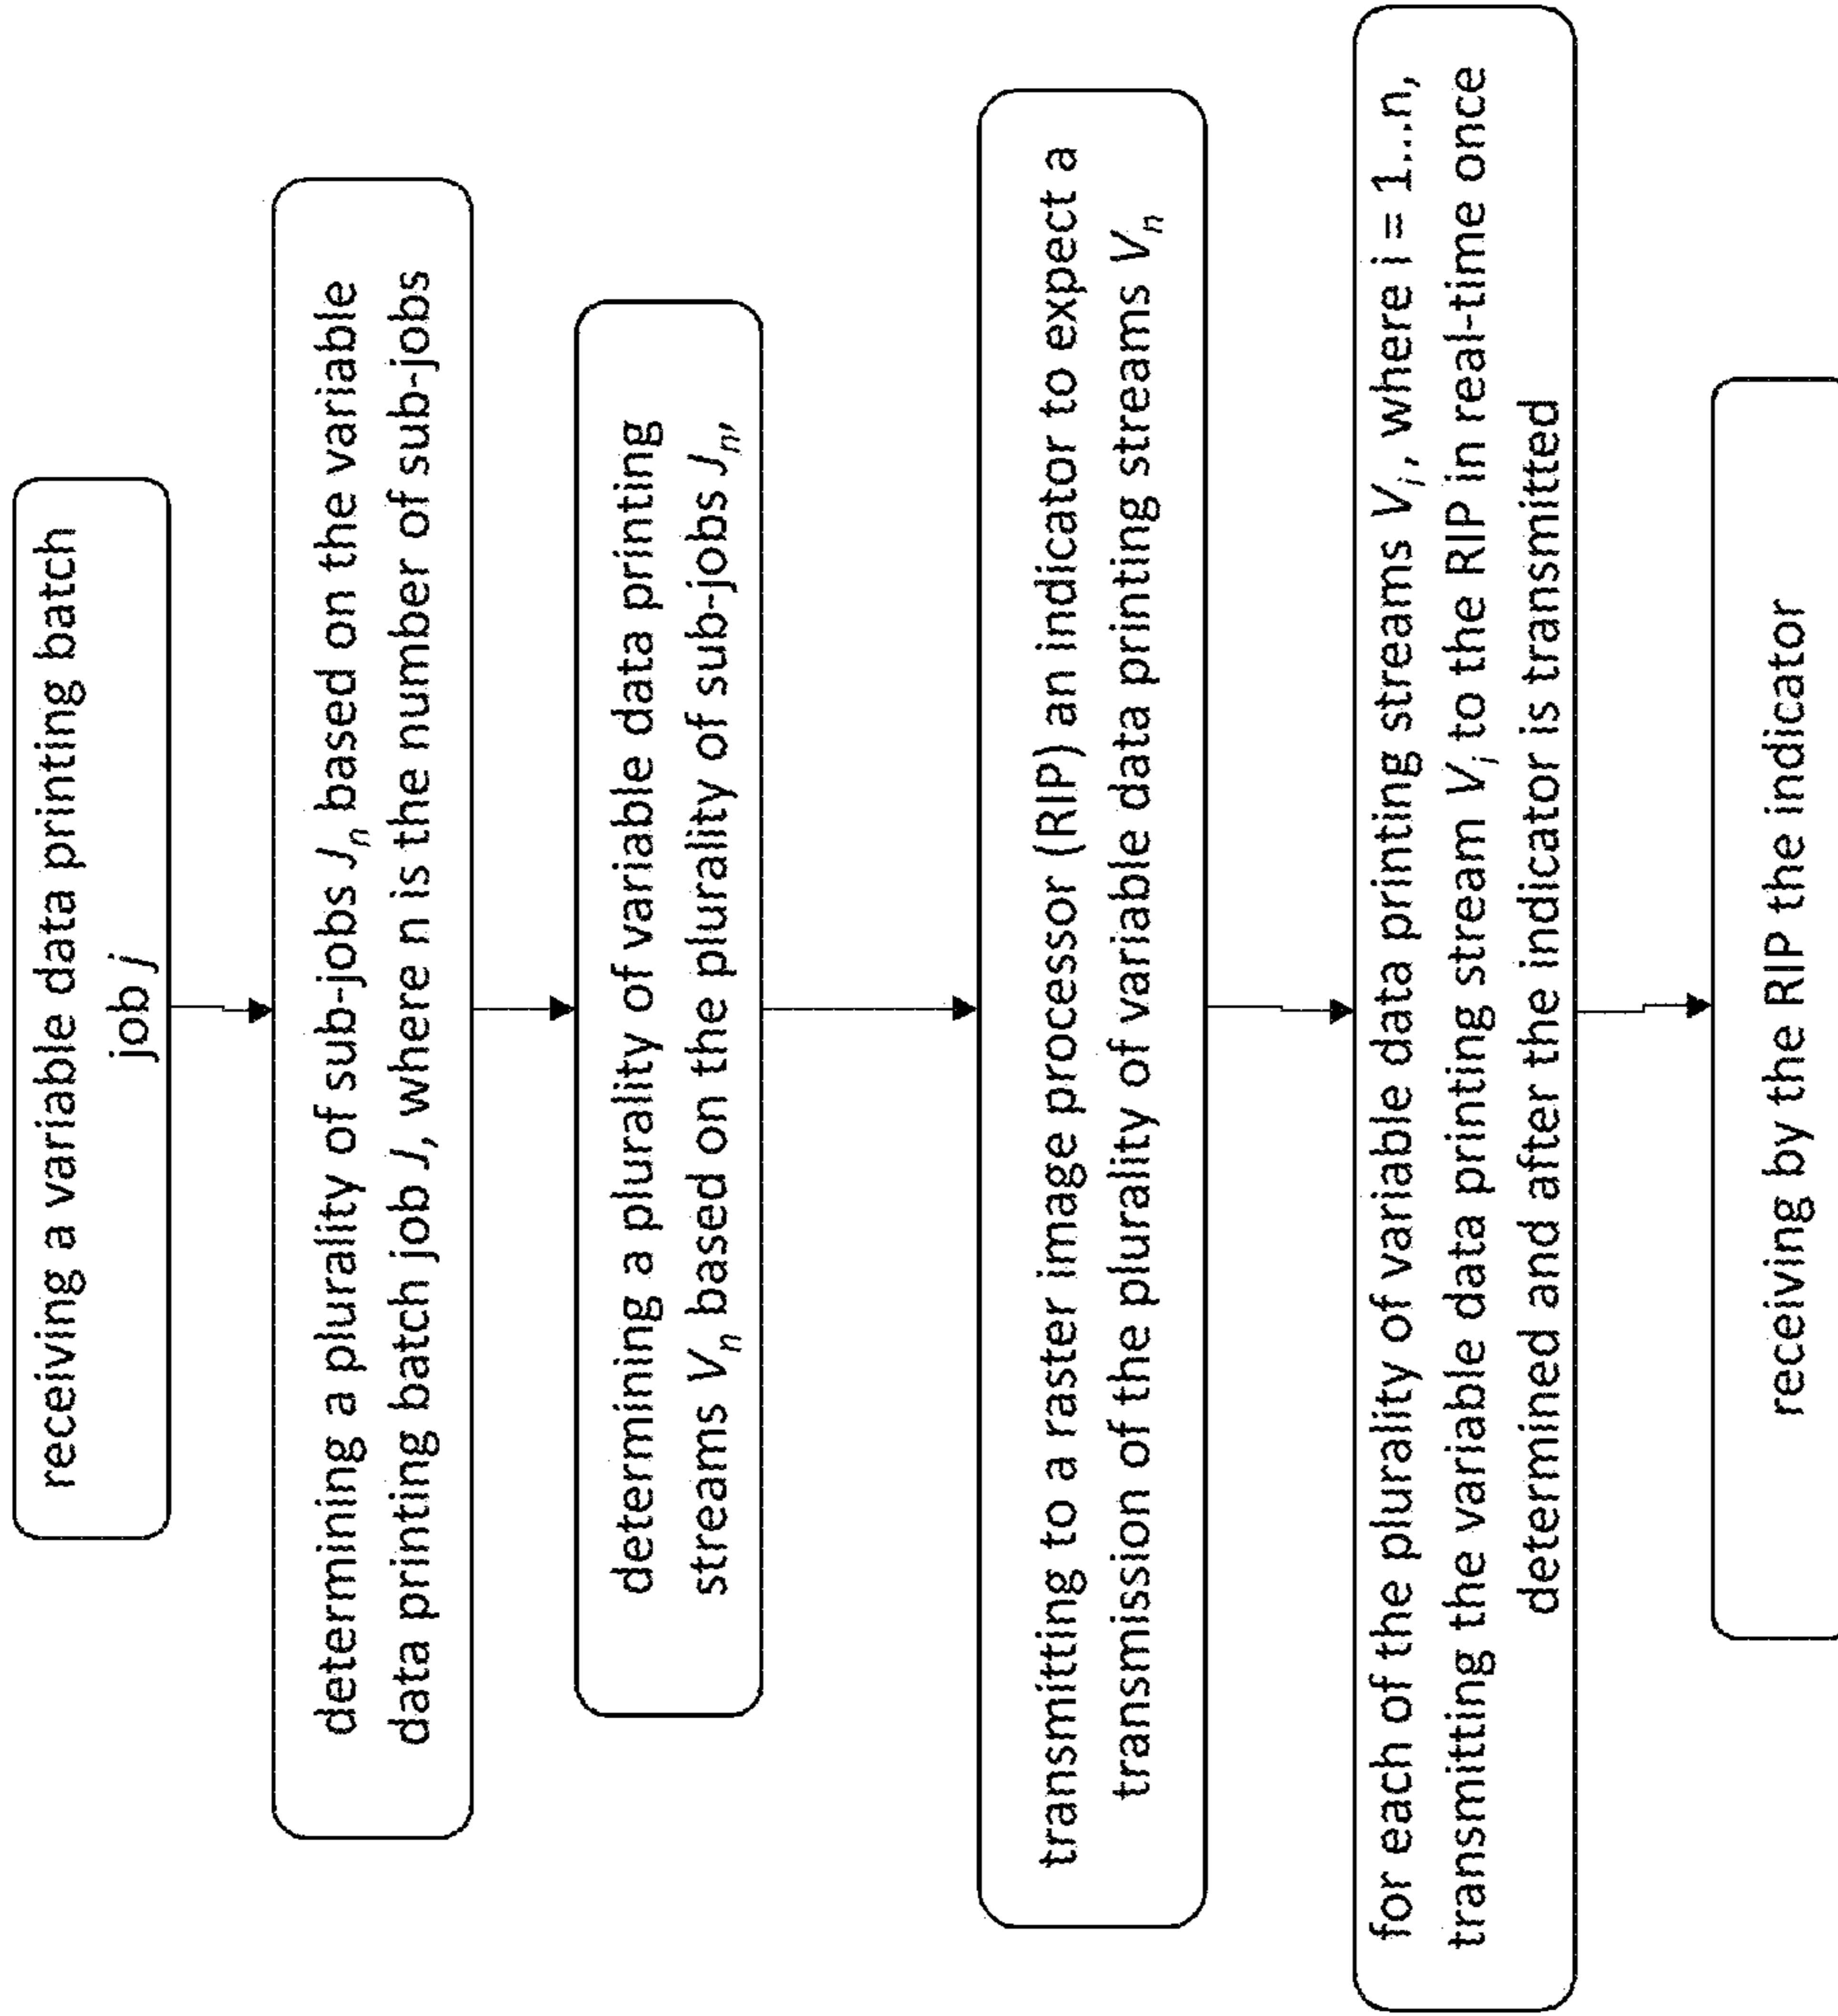 receiving a variable data printing batch
job j
determining a plurality of sub-jobs Jn based on the variable
data printing batch job J, where n is the number of sub-jobs
determining a plurality of variable data printing
streams Vn based on the plurality of sub-jobs Jn,
transmitting to a raster image processor (RIP) an indicator to expect a
transmission of the plurality of variable data printing streams Vn
for each of the plurality of variable data printing streams Vi, where i = 1...n,
transmitting the variable data printing stream Vi to the RIP in real-time once
determined and after the indicator is transmitted
receiving by the RIP the indicator